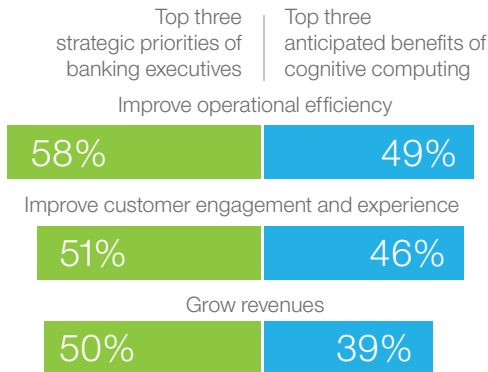 Top three
strategic priorities of
banking executives
Top three
anticipated benefits of
cognitive computing
Improve operational efficiency
58% 49%
Improve customer engagement and experience
51% 46%
Grow revenues
50% 39%